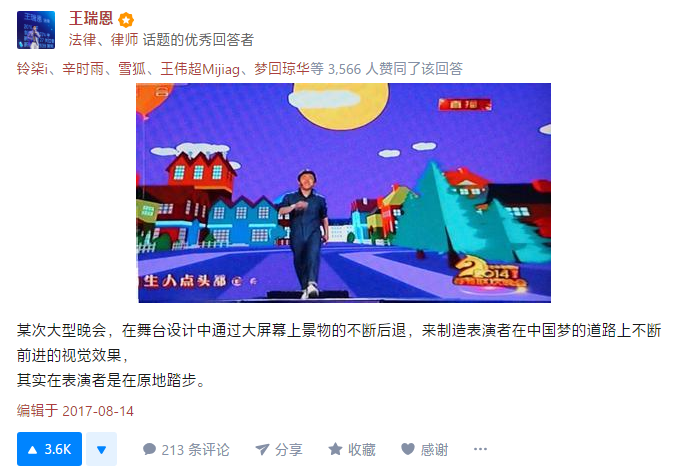 王瑞恩
法律、律师 话题的优秀回答者
铃柒i、辛时雨、雪狐、王伟超Mijiag、梦回琼华等 3,566 人赞同了该回答
直播
生人点头都
2014
某次大型晚会，在舞台设计中通过大屏幕上景物的不断后退，来制造表演者在中国梦的道路上不断
前进的视觉效果，
其实在表演者是在原地踏步。
编辑于 2017-08-14
3.6K
213 条评论
分享
收藏
感谢